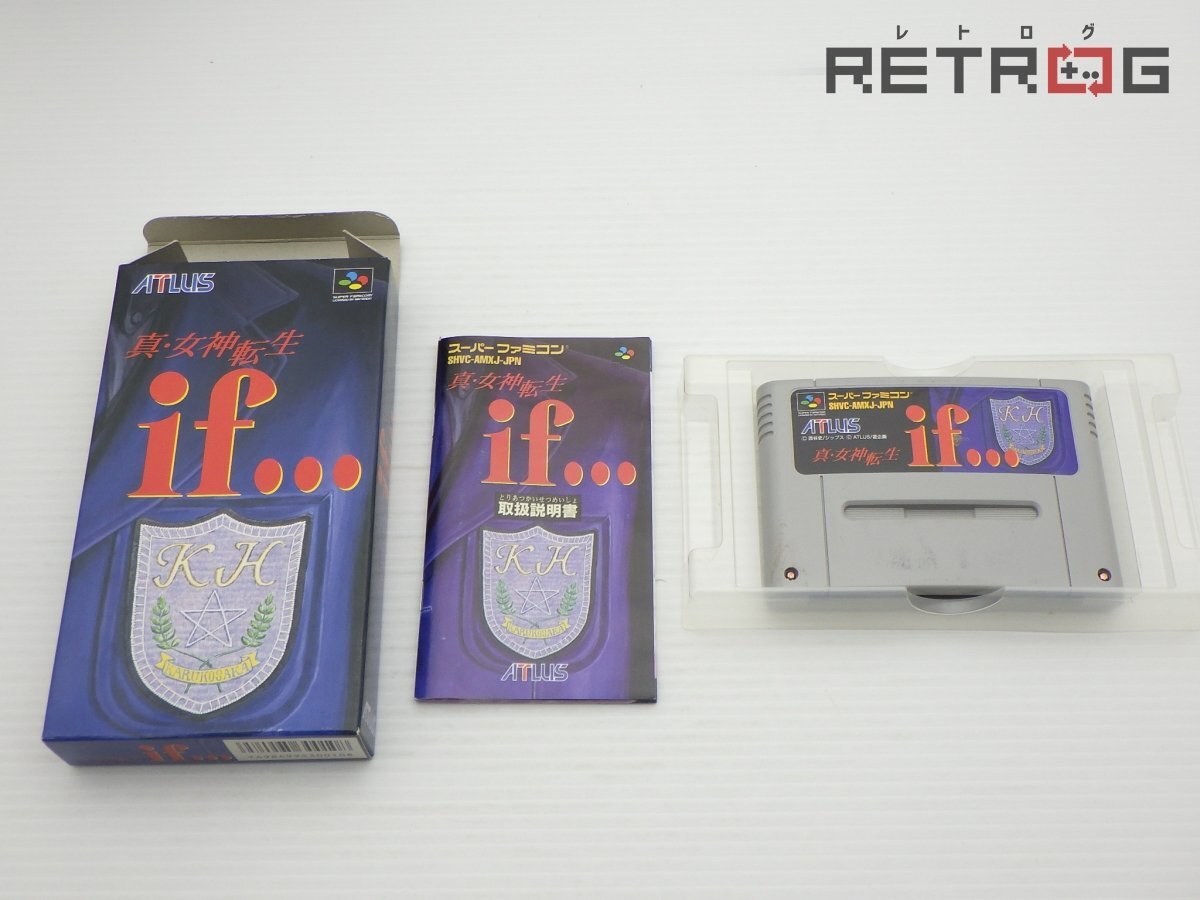 レトログ
RETROG
ATLUS
SUPER FAMICOM
真・女神転生
if...
KH
KARUKOZAKA
if...
スーパーファミコン
SHVC-AMXJ-JPN
真・女神転生
if...
とりあつかいせつめいしょ
取扱説明書
KH
KARUKOZAKA
ATLUS
スーパーファミコン
SHVC-AMXJ-JPN
ATLUS
真・女神転生
if...
KH